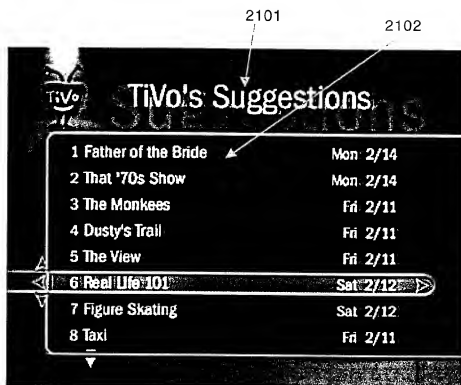 2101
2102
TiVo
TiVo's Suggestions
1 Father of the Bride Mon 2/14
2 That '70s Show Mon 2/14
3 The Monkees Fri 2/11
4 Dusty's Trail Fri 2/11
5 The View Fri 2/11
6 Real Life 101 Sat 2/12
7 Figure Skating Sat 2/12
8 Taxi Fri 2/11